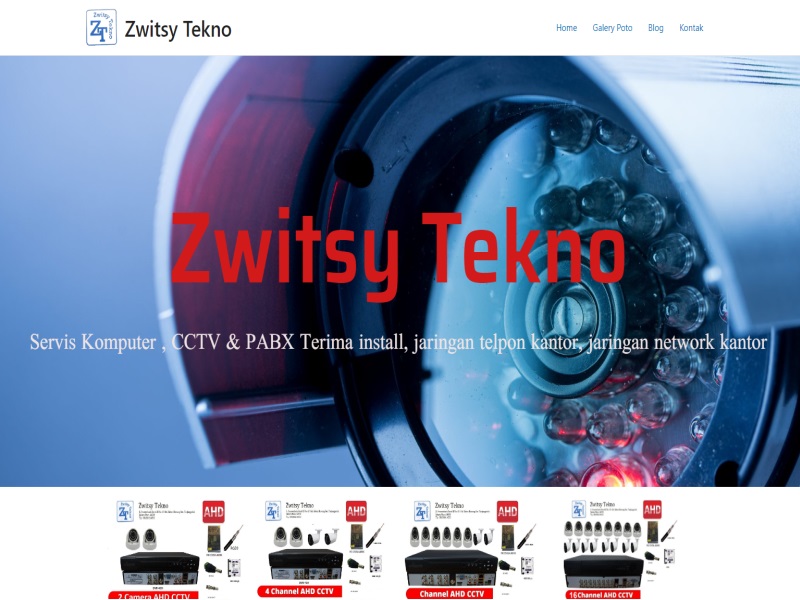 Zwitsy Tekno
Home Galery Poto Blog Kontak
Zwitsy Tekno
Servis Komputer , CCTV & PABX Terima install, jaringan telpon kantor, jaringan network kantor
Zwitsy Tekno AHD
Zwitsy Tekno AHD
Zwitsy Tekno AHD
Zwitsy Tekno AHD
2 Camera AHD CCTV
4 Channel AHD CCTV
Channel AHD CCTV
16 Channel AHD CCTV